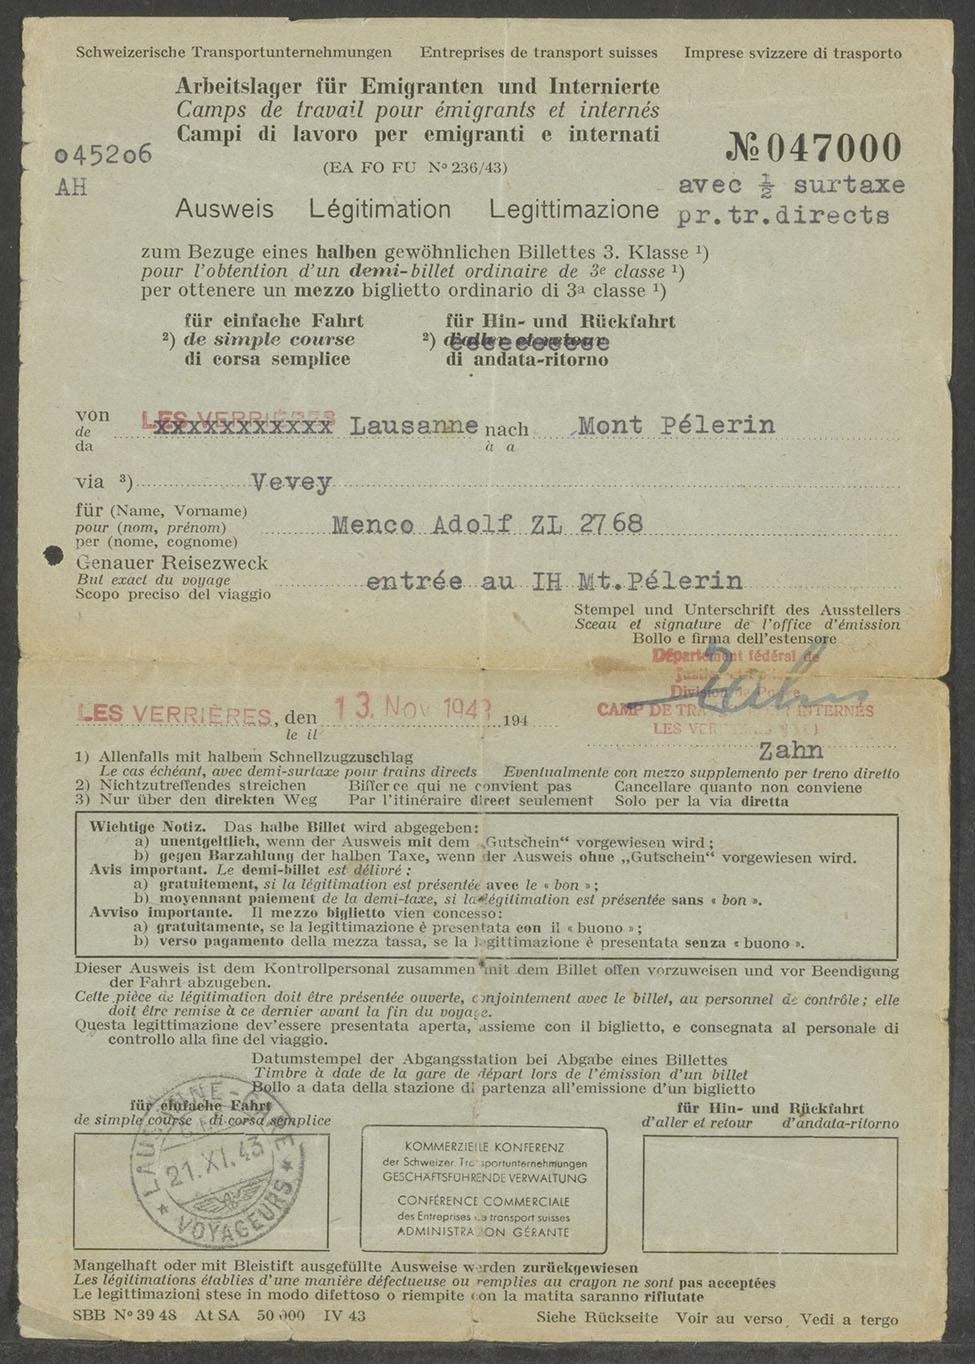 Schweizerische Transportunternehmungen Entreprises de transport suisses Imprese svizzere di trasporto
Arbeitslager für Emigranten und Internierte
Camps de travail pour émigrants et internés
Campi di lavoro per emigranti e internati
(EA FO FU No 236/43)
045206
AH
№ 047000
avec ½ surtaxe
pr.tr.directs
Ausweis Légitimation Legittimazione
zum Bezuge eines halben gewöhnlichen Billettes 3. Klasse ¹)
pour l'obtention d'un demi-billet ordinaire de 3e classe ¹)
per ottenere un mezzo biglietto ordinario di 3a classe ¹)
für einfache Fahrt für Hin- und Rückfahrt
²) de simple course ²) d'aller et retour
di corsa semplice di andata-ritorno
LES VERRIÈRES
von
de xxxxxxxxxxx Lausanne nach Mont Pélerin
da à a
via ³) Vevey
für (Name, Vorname)
pour (nom, prénom) Menco Adolf ZL 2768
per (nome, cognome)
Genauer Reisezweck
But exact du voyage entrée au IH Mt.Pélerin
Scopo preciso del viaggio
Stempel und Unterschrift des Ausstellers
Sceau et signature de l'office d'émission
Bollo e firma dell'estensore
Département fédéral de
Division de Police
CAMP DE INTERNÉS
LES
LES VERRIÈRES, den 13. Nov 1943 194
le il
Zahn
1) Allenfalls mit halbem Schnellzugzuschlag
Le cas échéant, avec demi-surtaxe pour trains directs Eventualmente con mezzo supplemento per treno diretto
2) Nichtzutreffendes streichen Biffer ce qui ne convient pas Cancellare quanto non conviene
3) Nur über den direkten Weg Par l'itinéraire direct seulement Solo per la via diretta
Wichtige Notiz. Das halbe Billet wird abgegeben:
a) unentgeltlich, wenn der Ausweis mit dem „Gutschein“ vorgewiesen wird;
b) gegen Barzahlung der halben Taxe, wenn der Ausweis ohne „Gutschein“ vorgewiesen wird.
Avis important. Le demi-billet est délivré:
a) gratuitement, si la légitimation est présentée avec le « bon »;
b) moyennant paiement de la demi-taxe, si la légitimation est présentée sans « bon ».
Avviso importante. Il mezzo biglietto vien concesso:
a) gratuitamente, se la legittimazione è presentata con il « buono »;
b) verso pagamento della mezza tassa, se la legittimazione è presentata senza « buono ».
Dieser Ausweis ist dem Kontrollpersonal zusammen mit dem Billet offen vorzuweisen und vor Beendigung
der Fahrt abzugeben.
Cette pièce de légitimation doit être présentée ouverte, conjointement avec le billet, au personnel de contrôle; elle
doit être remise à ce dernier avant la fin du voyage.
Questa legittimazione dev'essere presentata aperta, assieme con il biglietto, e consegnata al personale di
controllo alla fine del viaggio.
Datumstempel der Abgangsstation bei Abgabe eines Billettes
Timbre à date de la gare de départ lors de l'émission d'un billet
Bollo a data della stazione di partenza all'emissione d'un biglietto
für einfache Fahrt für Hin- und Rückfahrt
de simple course di corsa semplice d'aller et retour d'andata-ritorno
LAUSANNE-GARE
21.XI.43
VOYAGEURS
KOMMERZIELLE KONFERENZ
der Schweizer Transportunternehmungen
GESCHÄFTSFÜHRENDE VERWALTUNG
CONFÉRENCE COMMERCIALE
des Entreprises de transport suisses
ADMINISTRATION GÉRANTE
Mangelhaft oder mit Bleistift ausgefüllte Ausweise werden zurückgewiesen
Les légitimations établies d'une manière défectueuse ou remplies au crayon ne sont pas acceptées
Le legittimazioni stese in modo difettoso o riempite con la matita saranno rifiutate
SBB No 39 48 At SA 50 000 IV 43 Siehe Rückseite Voir au verso Vedi a tergo